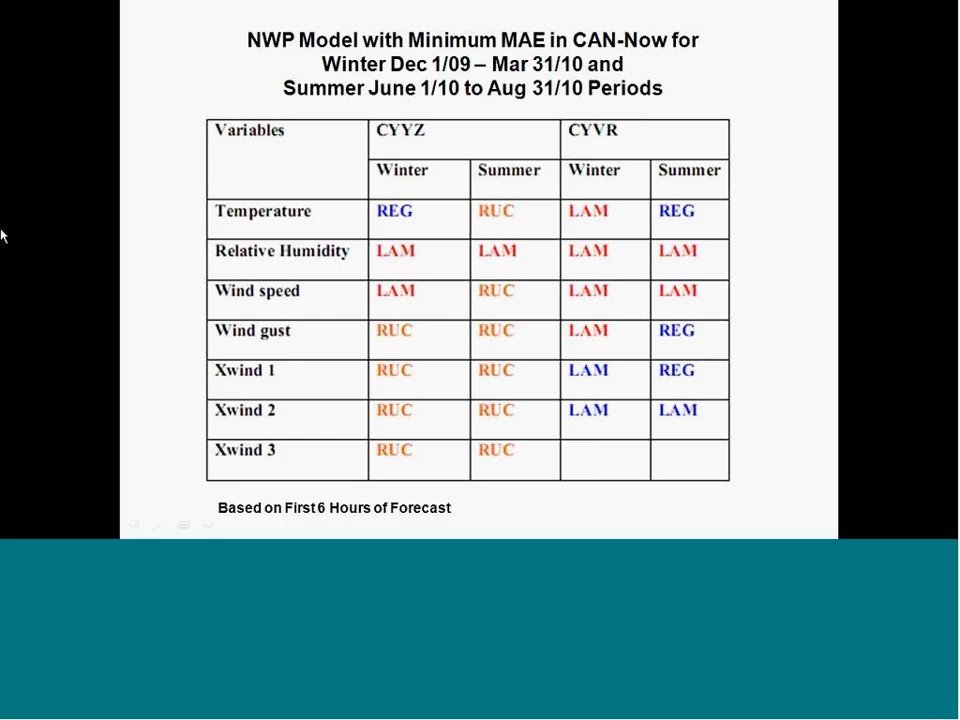 NWP Model with Minimum MAE in CAN-Now for
Winter Dec 1/09 – Mar 31/10 and
Summer June 1/10 to Aug 31/10 Periods
Variables CYYZ CYVR
Winter Summer Winter Summer
Temperature REG RUC LAM REG
Relative Humidity LAM LAM LAM LAM
Wind speed LAM RUC LAM LAM
Wind gust RUC RUC LAM REG
Xwind 1 RUC RUC LAM REG
Xwind 2 RUC RUC LAM LAM
Xwind 3 RUC RUC
Based on First 6 Hours of Forecast